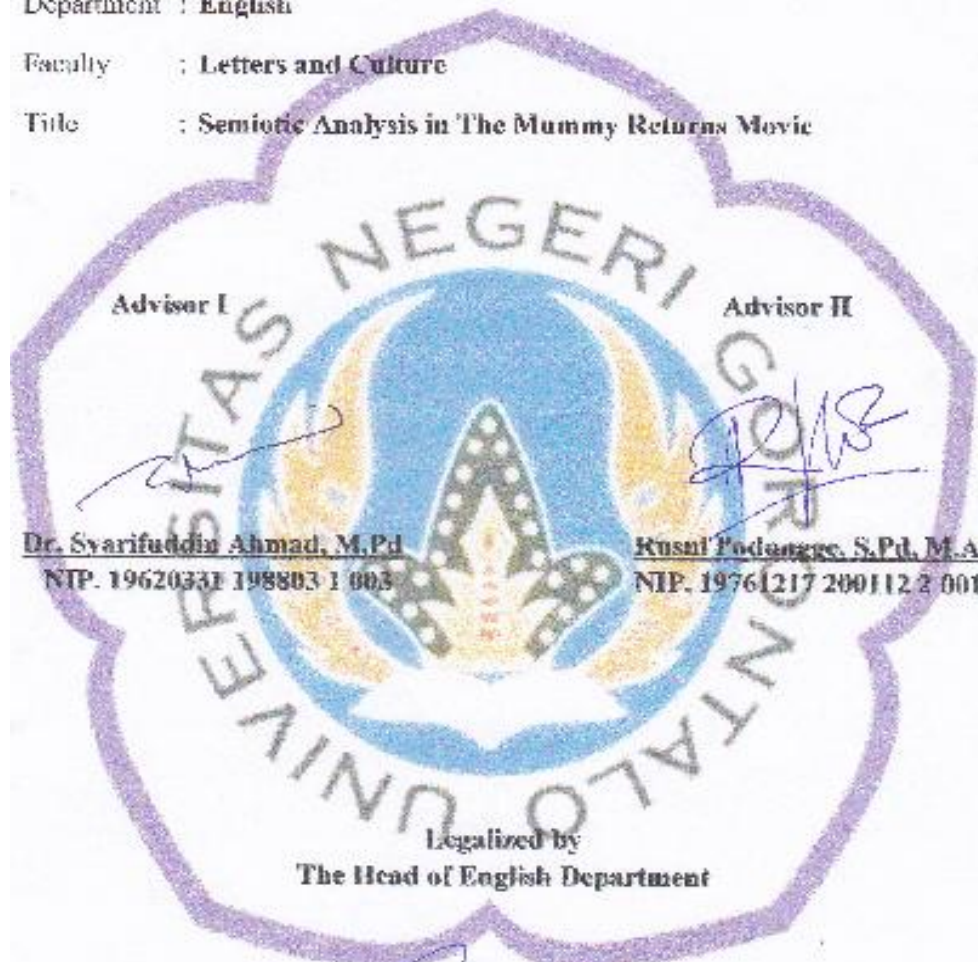 Department : English
Faculty : Letters and Culture
Title : Semiotic Analysis in The Mummy Returns Movie
UNIVERSITAS NEGERI GORONTALO
Advisor I
Advisor II
Dr. Syarifuddin Ahmad, M.Pd
Rusni Podungge, S.Pd, M.A
NIP. 19620331 198803 1 003
NIP. 19761217 200112 2 001
Legalized by
The Head of English Department